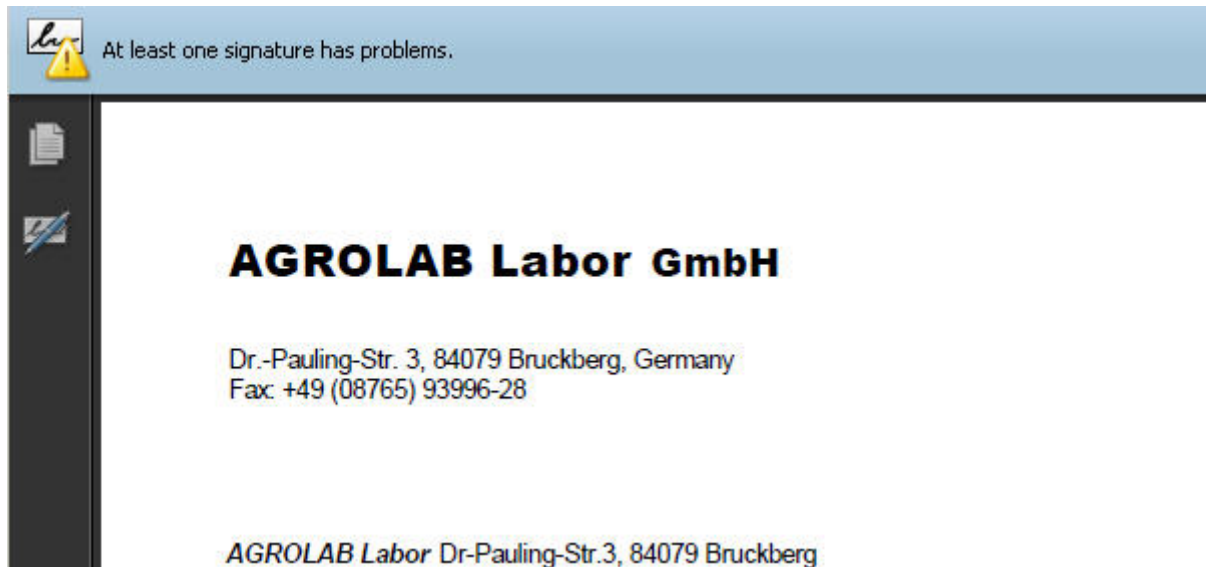 At least one signature has problems.
AGROLAB Labor GmbH
Dr.-Pauling-Str. 3, 84079 Bruckberg, Germany
Fax: +49 (08765) 93996-28
AGROLAB Labor Dr-Pauling-Str.3, 84079 Bruckberg